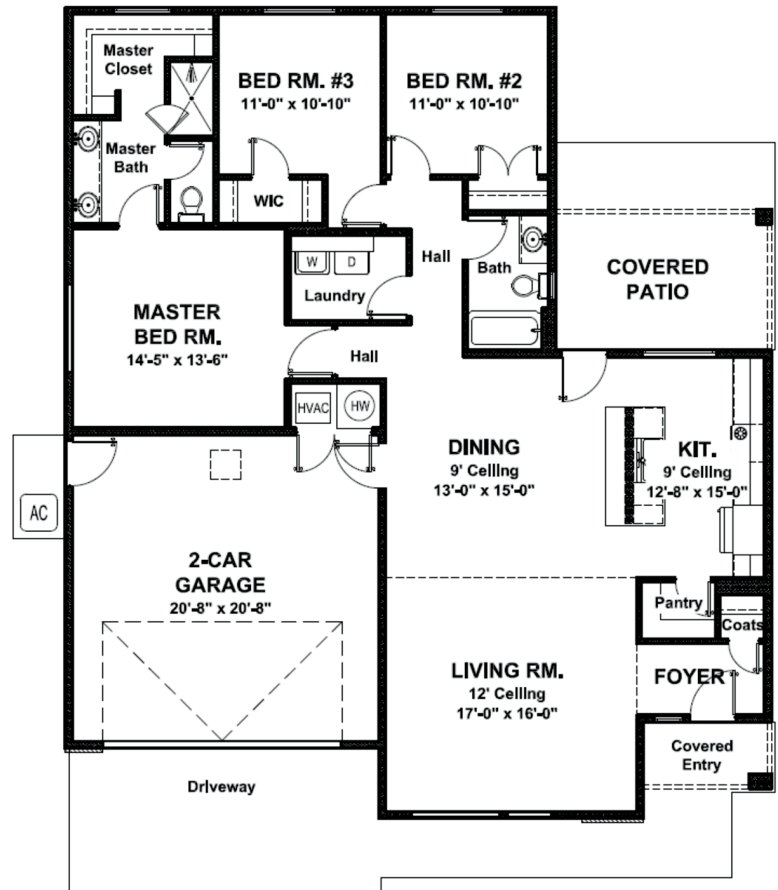 Master
Closet
BED RM. #3
11'-0" x 10'-10"
BED RM. #2
11'-0" x 10'-10"
Master
Bath
WIC
W
D
Laundry
Hall
Bath
COVERED
PATIO
MASTER
BED RM.
14'-5" x 13'-6"
Hall
HVAC
HW
DINING
9' Ceiling
13'-0" x 15'-0"
KIT.
9' Ceiling
12'-8" x 15'-0"
AC
2-CAR
GARAGE
20'-8" x 20'-8"
Pantry
Coats
LIVING RM.
12' Ceiling
17'-0" x 16'-0"
FOYER
Covered
Entry
Driveway